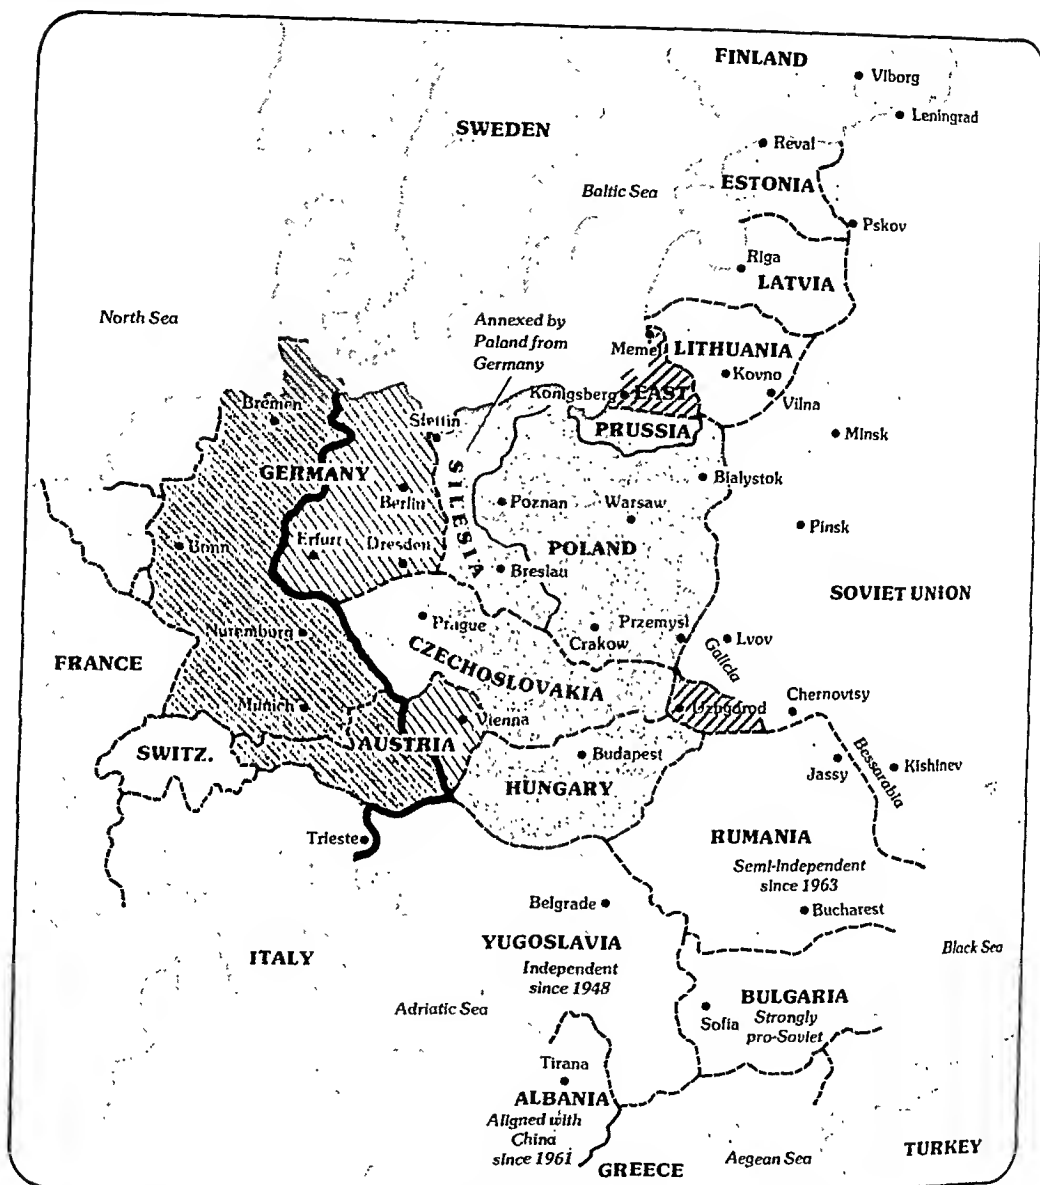 FINLAND
Viborg
Leningrad
SWEDEN
Reval
ESTONIA
Baltic Sea
Pskov
Riga
LATVIA
North Sea
Annexed by
Poland from
Germany
Memel
LITHUANIA
Kovno
Vilna
Konigsberg
EAST
PRUSSIA
Minsk
Bremen
Stettin
GERMANY
SILESIA
Bialystok
Berlin
Poznan
Warsaw
Pinsk
Bonn
Erfurt
Dresden
POLAND
Breslau
SOVIET UNION
Nuremburg
Prague
Crakow
Przemysl
Lvov
Galicia
FRANCE
CZECHOSLOVAKIA
Munich
Vienna
Uzhgorod
Chernovtsy
SWITZ.
AUSTRIA
Budapest
HUNGARY
Jassy
Bessarabia
Kishinev
Trieste
RUMANIA
Semi-independent
since 1963
Belgrade
Bucharest
ITALY
YUGOSLAVIA
Independent
since 1948
Black Sea
Adriatic Sea
BULGARIA
Sofia
Strongly
pro-Soviet
Tirana
ALBANIA
Aligned with
China
since 1961
GREECE
Aegean Sea
TURKEY